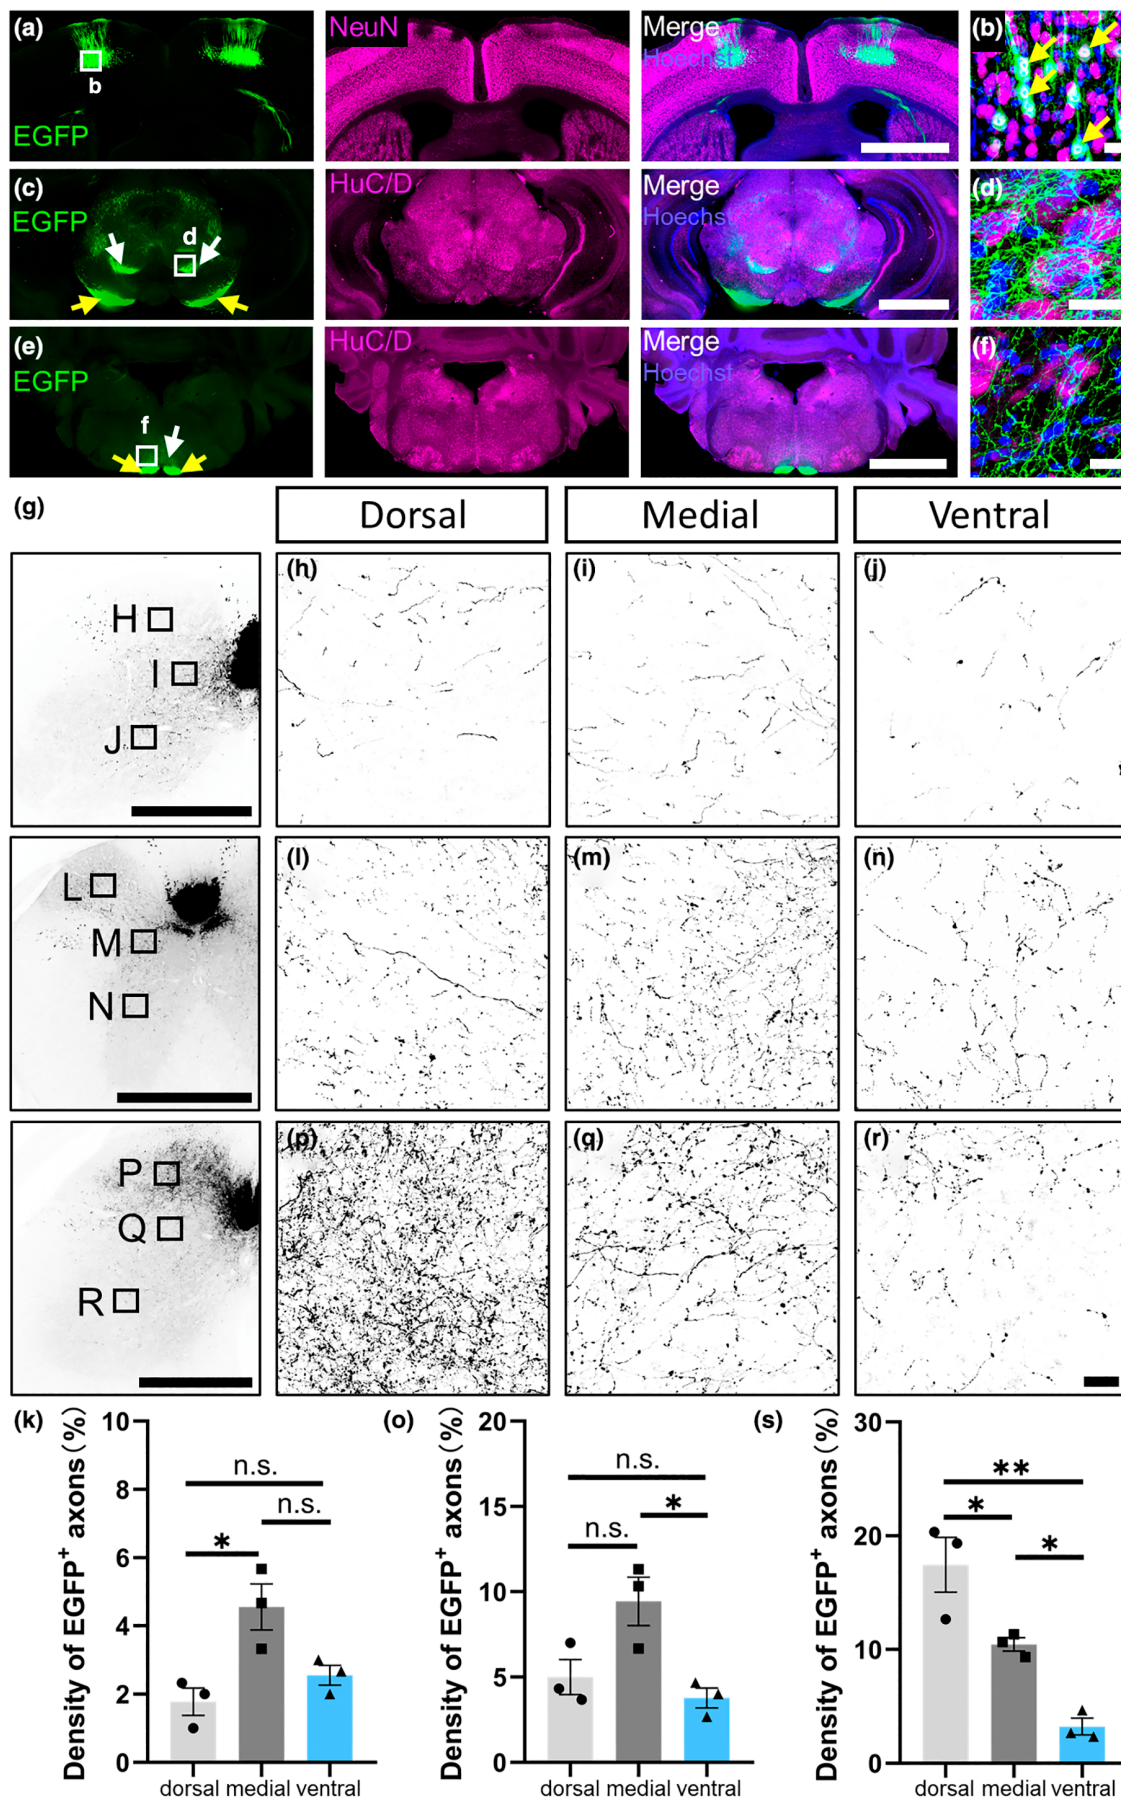 (a) NeuN Merge (b)
Hoechst
b
EGFP
(c) HuC/D Merge (d)
EGFP Hoechst
d
(e) HuC/D Merge (f)
EGFP Hoechst
f
(g) Dorsal Medial Ventral
(h) (i) (j)
H
I
J
(l) (m) (n)
L
M
N
(p) (q) (r)
P
Q
R
(k) (o) (s)
Density of EGFP+ axons (%)
10
8
6
4
2
0
n.s.
n.s.
*
dorsal medial ventral
Density of EGFP+ axons (%)
20
15
10
5
0
n.s.
*
n.s.
dorsal medial ventral
Density of EGFP+ axons (%)
30
20
10
0
**
*
*
dorsal medial ventral